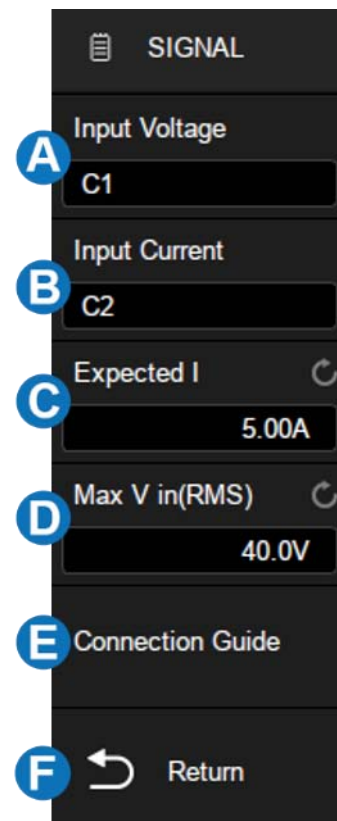 SIGNAL
Input Voltage
A
C1
Input Current
B
C2
Expected I
C
5.00A
Max V in(RMS)
D
40.0V
E Connection Guide
F Return